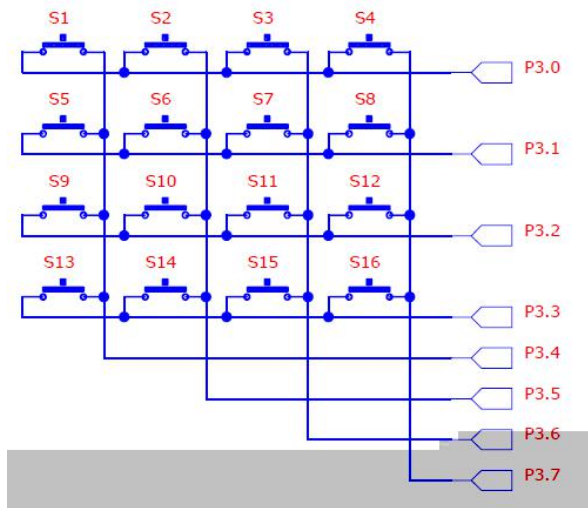 S1 S2 S3 S4
P3.0
S5 S6 S7 S8
P3.1
S9 S10 S11 S12
P3.2
S13 S14 S15 S16
P3.3
P3.4
P3.5
P3.6
P3.7